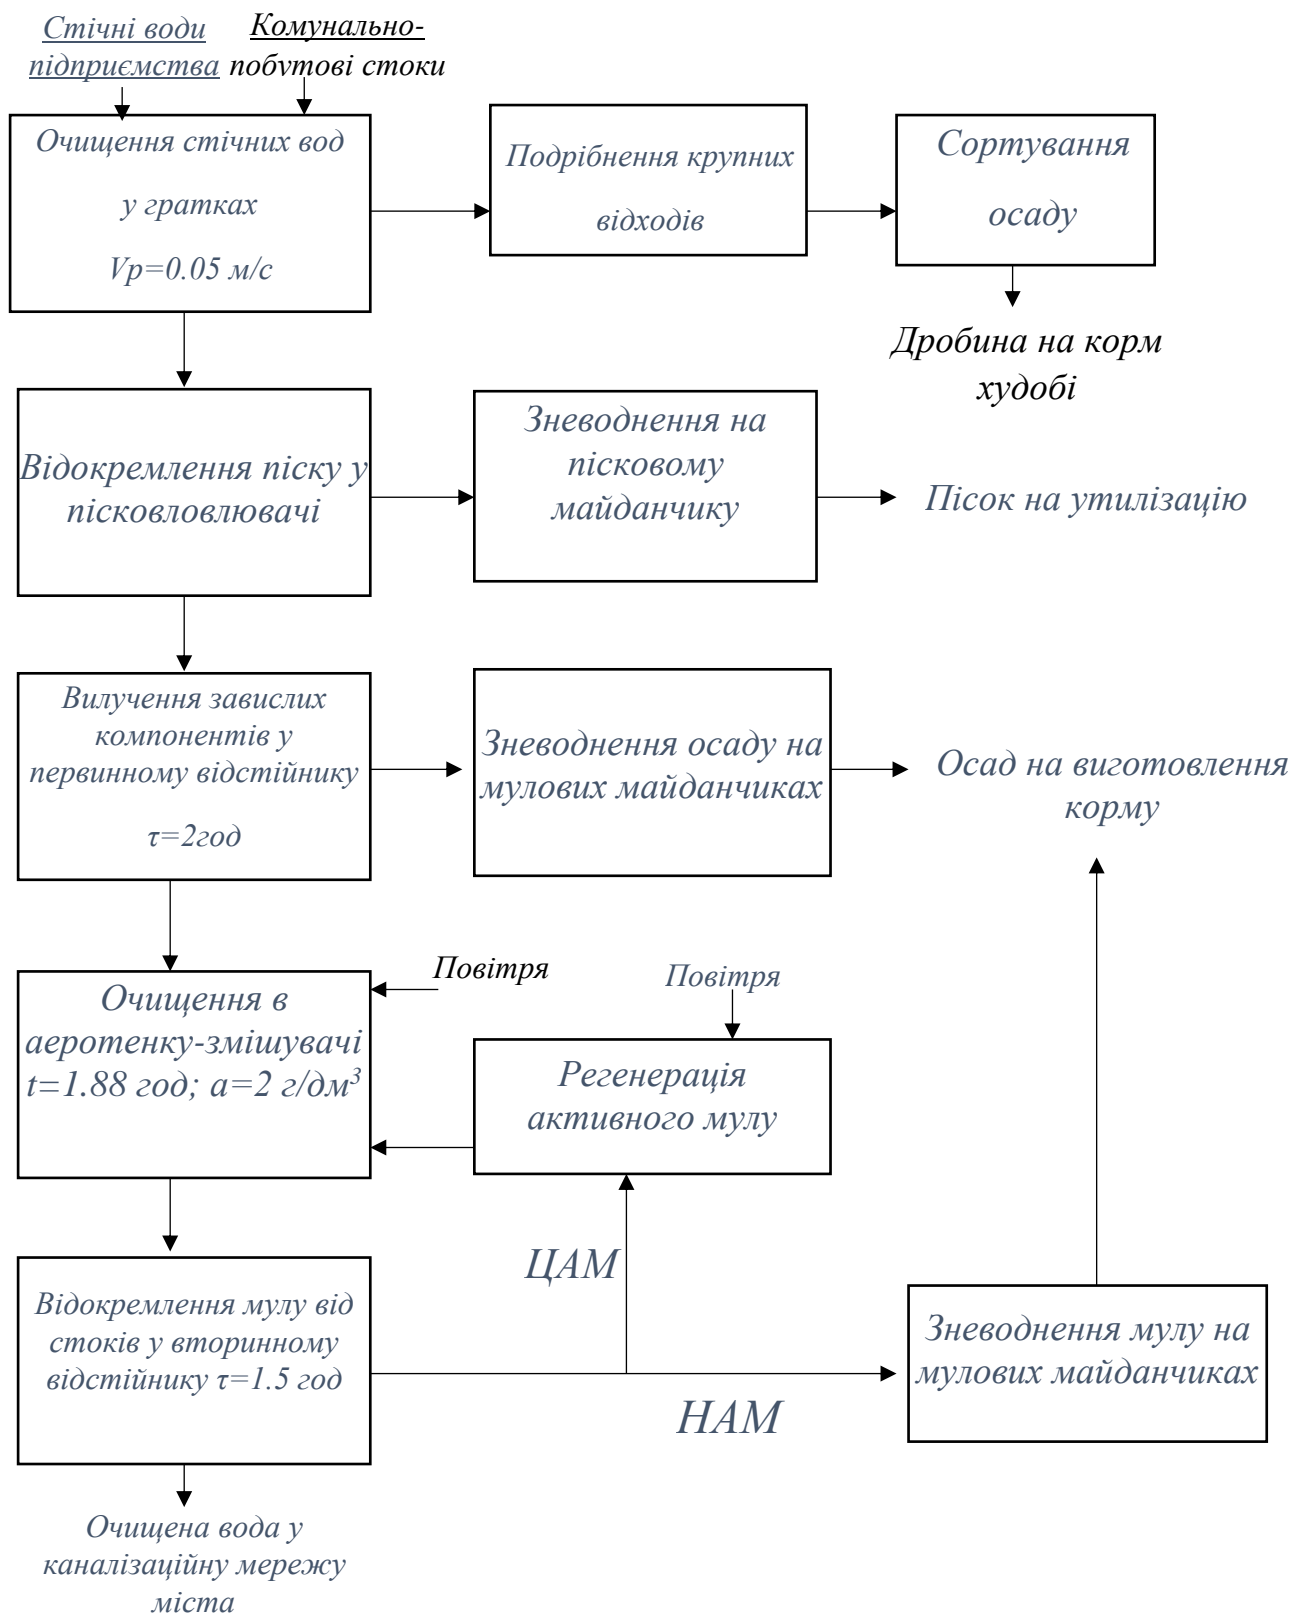 Стічні води
підприємства
Комунально-
побутові стоки
Очищення стічних вод
у гратках
Vр=0.05 м/с
Подрібнення крупних
відходів
Сортування
осаду
Дробина на корм
худобі
Відокремлення піску у
пісковловлювачі
Зневоднення на
пісковому
майданчику
Пісок на утилізацію
Вилучення завислих
компонентів у
первинному відстійнику
τ=2год
Зневоднення осаду на
мулових майданчиках
Осад на виготовлення
корму
Очищення в
аеротенку-змішувачі
t=1.88 год; а=2 г/дм³
Повітря
Повітря
Регенерація
активного мулу
ЦАМ
Відокремлення мулу від
стоків у вторинному
відстійнику τ=1.5 год
НАМ
Зневоднення мулу на
мулових майданчиках
Очищена вода у
каналізаційну мережу
міста